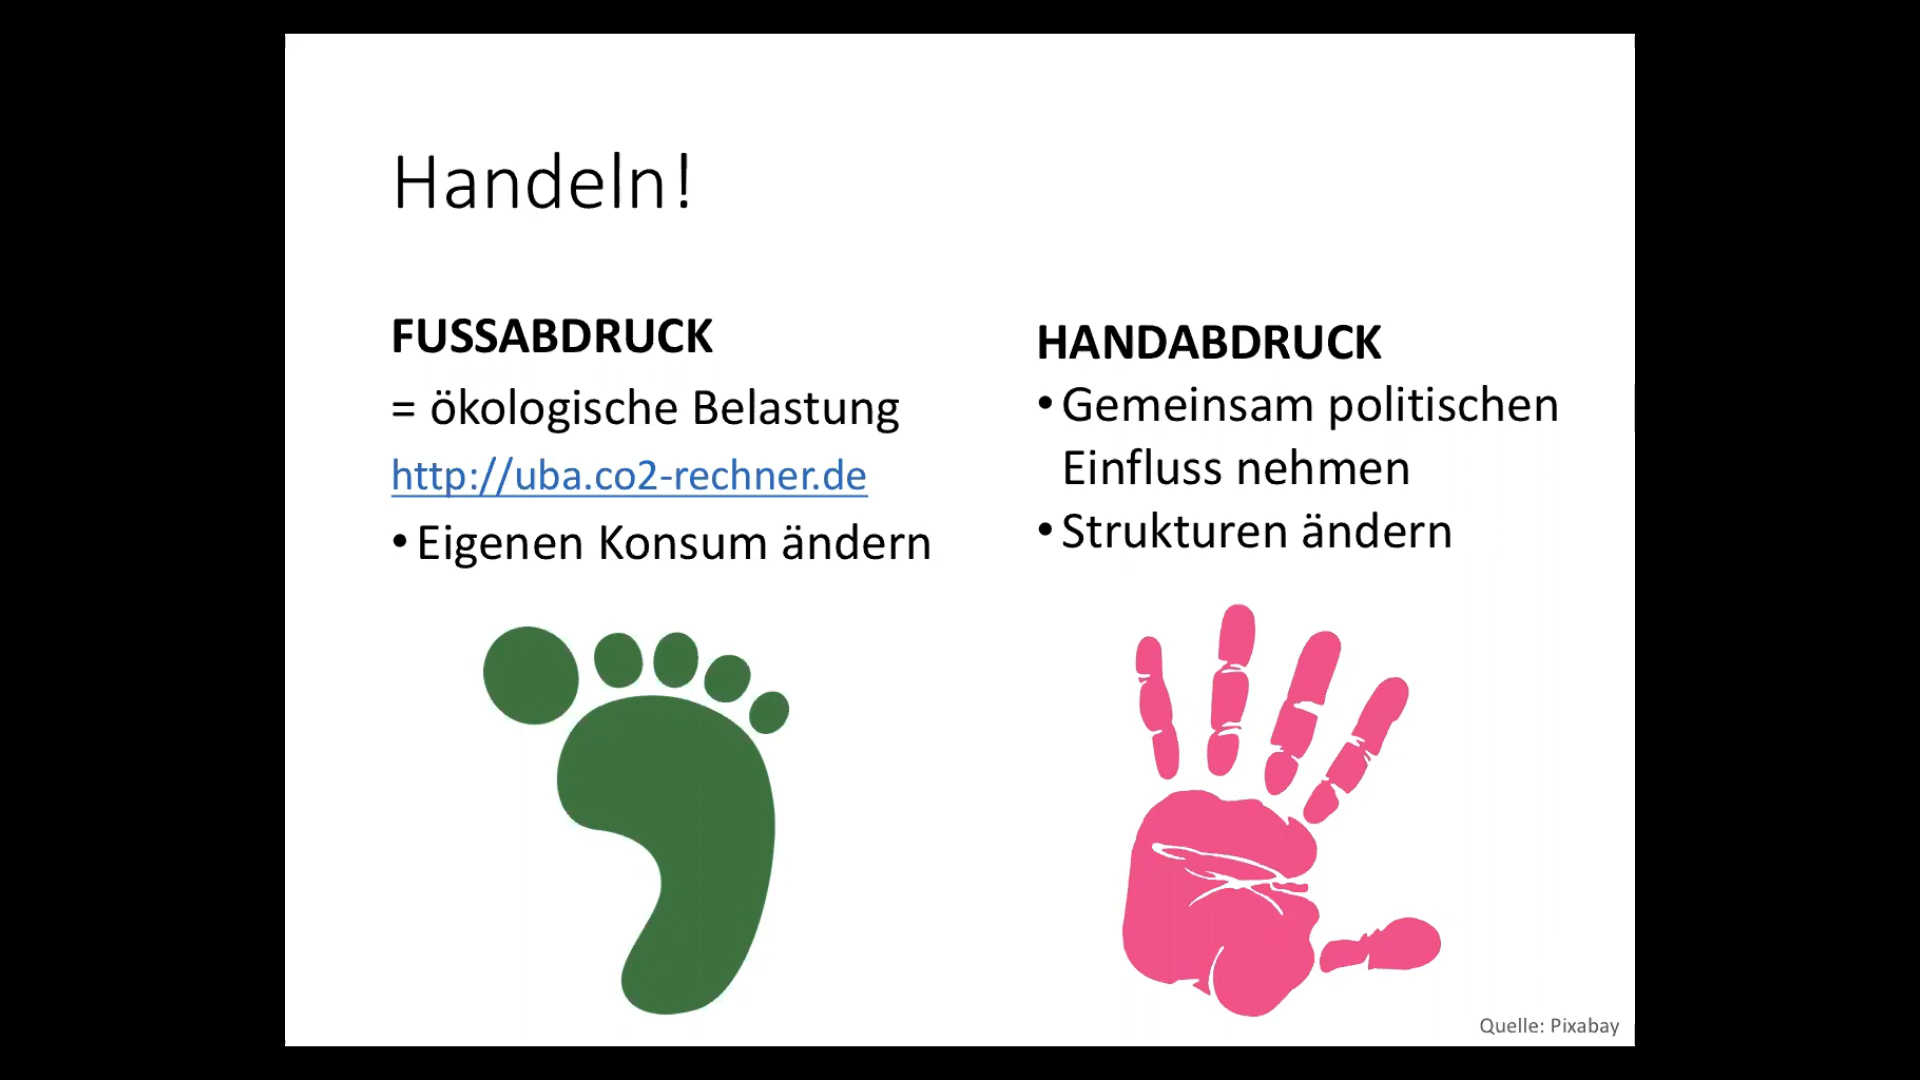 Handeln!
FUSSABDRUCK
= ökologische Belastung
http://uba.co2-rechner.de
• Eigenen Konsum ändern
HANDABDRUCK
• Gemeinsam politischen
Einfluss nehmen
• Strukturen ändern
Quelle: Pixabay